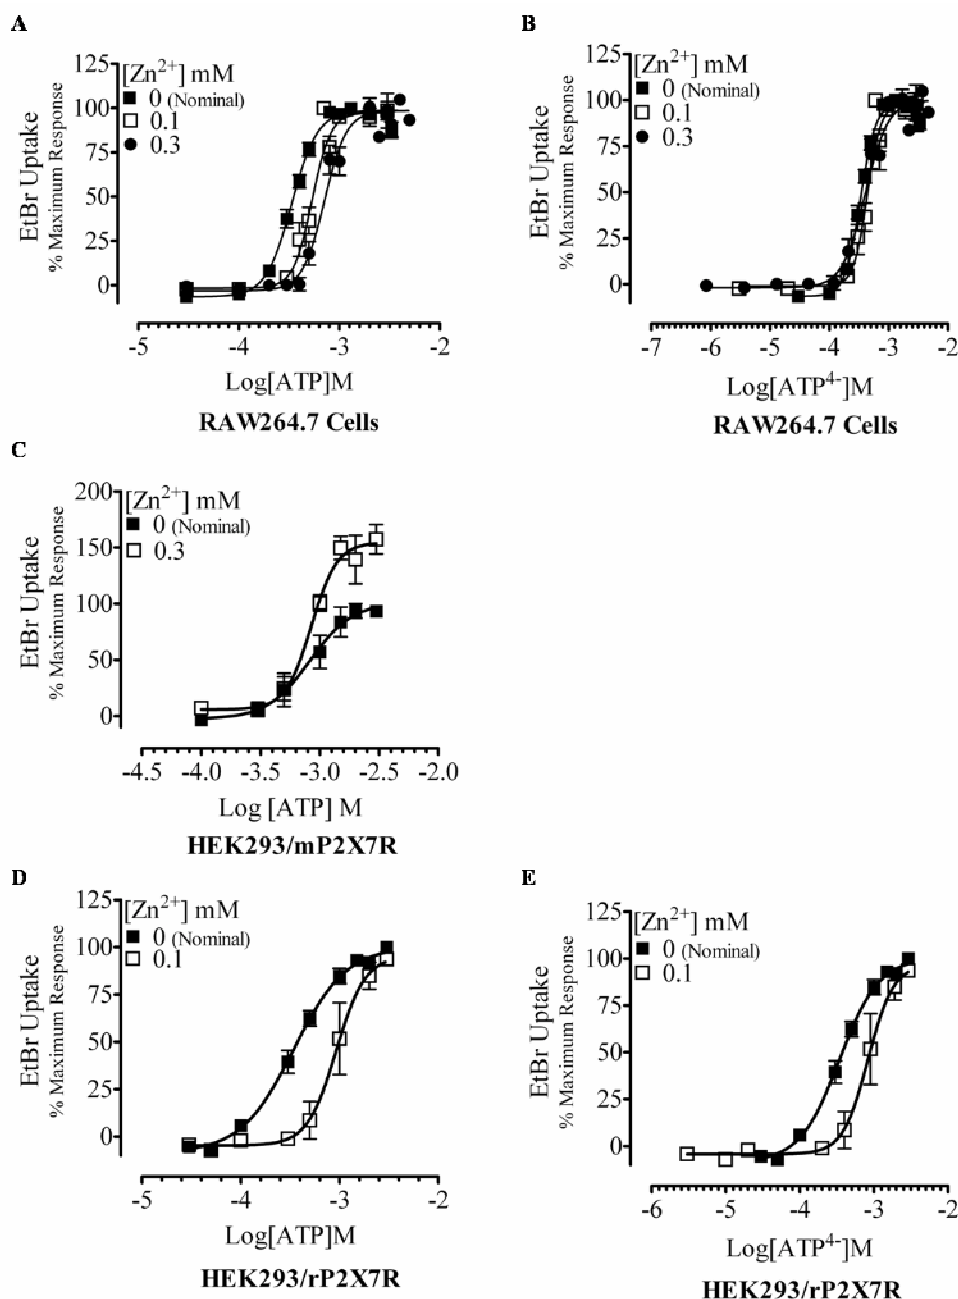 A
125
100
75
50
25
0
EtBr Uptake
% Maximum Response
[Zn2+] mM
0 (Nominal)
0.1
0.3
-5 -4 -3 -2
Log[ATP]M
RAW264.7 Cells
B
125
100
75
50
25
0
EtBr Uptake
% Maximum Response
[Zn2+] mM
0 (Nominal)
0.1
0.3
-7 -6 -5 -4 -3 -2
Log[ATP4-]M
RAW264.7 Cells
C
200
150
100
50
0
EtBr Uptake
% Maximum Response
[Zn2+] mM
0 (Nominal)
0.3
-4.5 -4.0 -3.5 -3.0 -2.5 -2.0
Log [ATP] M
HEK293/mP2X7R
D
125
100
75
50
25
0
EtBr Uptake
% Maximum Response
[Zn2+] mM
0 (Nominal)
0.1
-5 -4 -3 -2
Log[ATP]M
HEK293/rP2X7R
E
125
100
75
50
25
0
EtBr Uptake
% Maximum Response
[Zn2+] mM
0 (Nominal)
0.1
-6 -5 -4 -3 -2
Log[ATP4-]M
HEK293/rP2X7R